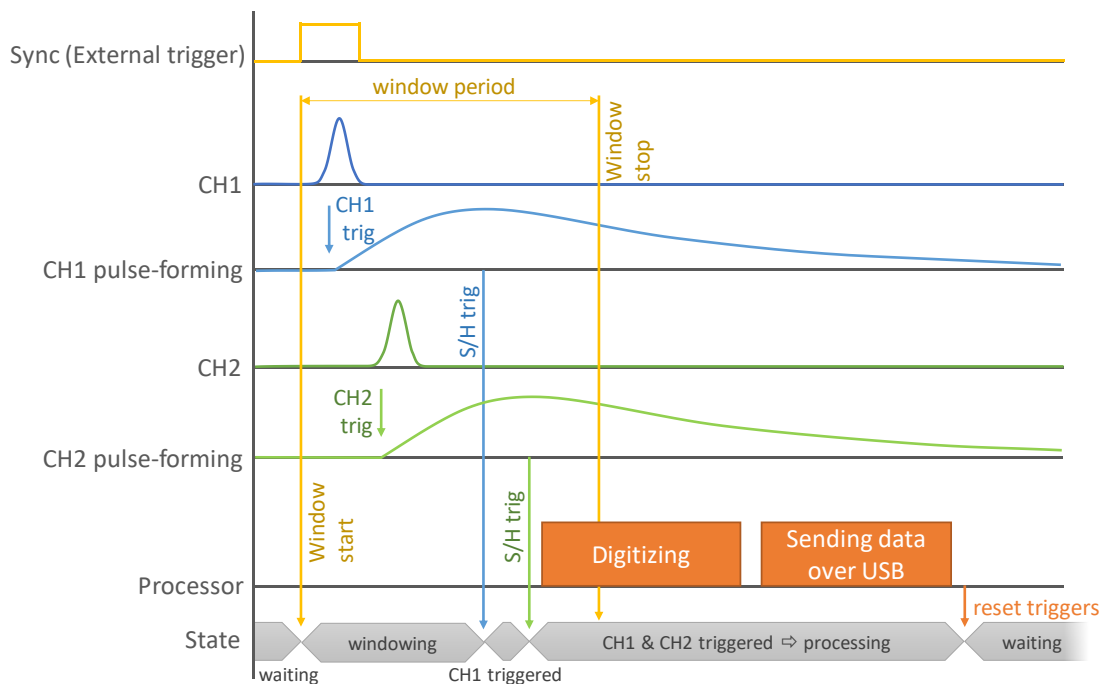 Sync (External trigger)
window period
Window
stop
CH1
CH1
trig
CH1 pulse-forming
S/H trig
CH2
CH2
trig
CH2 pulse-forming
Window
start
S/H trig
Digitizing
Sending data
over USB
Processor
reset triggers
State
windowing
CH1 & CH2 triggered ⇨ processing
waiting
waiting
CH1 triggered